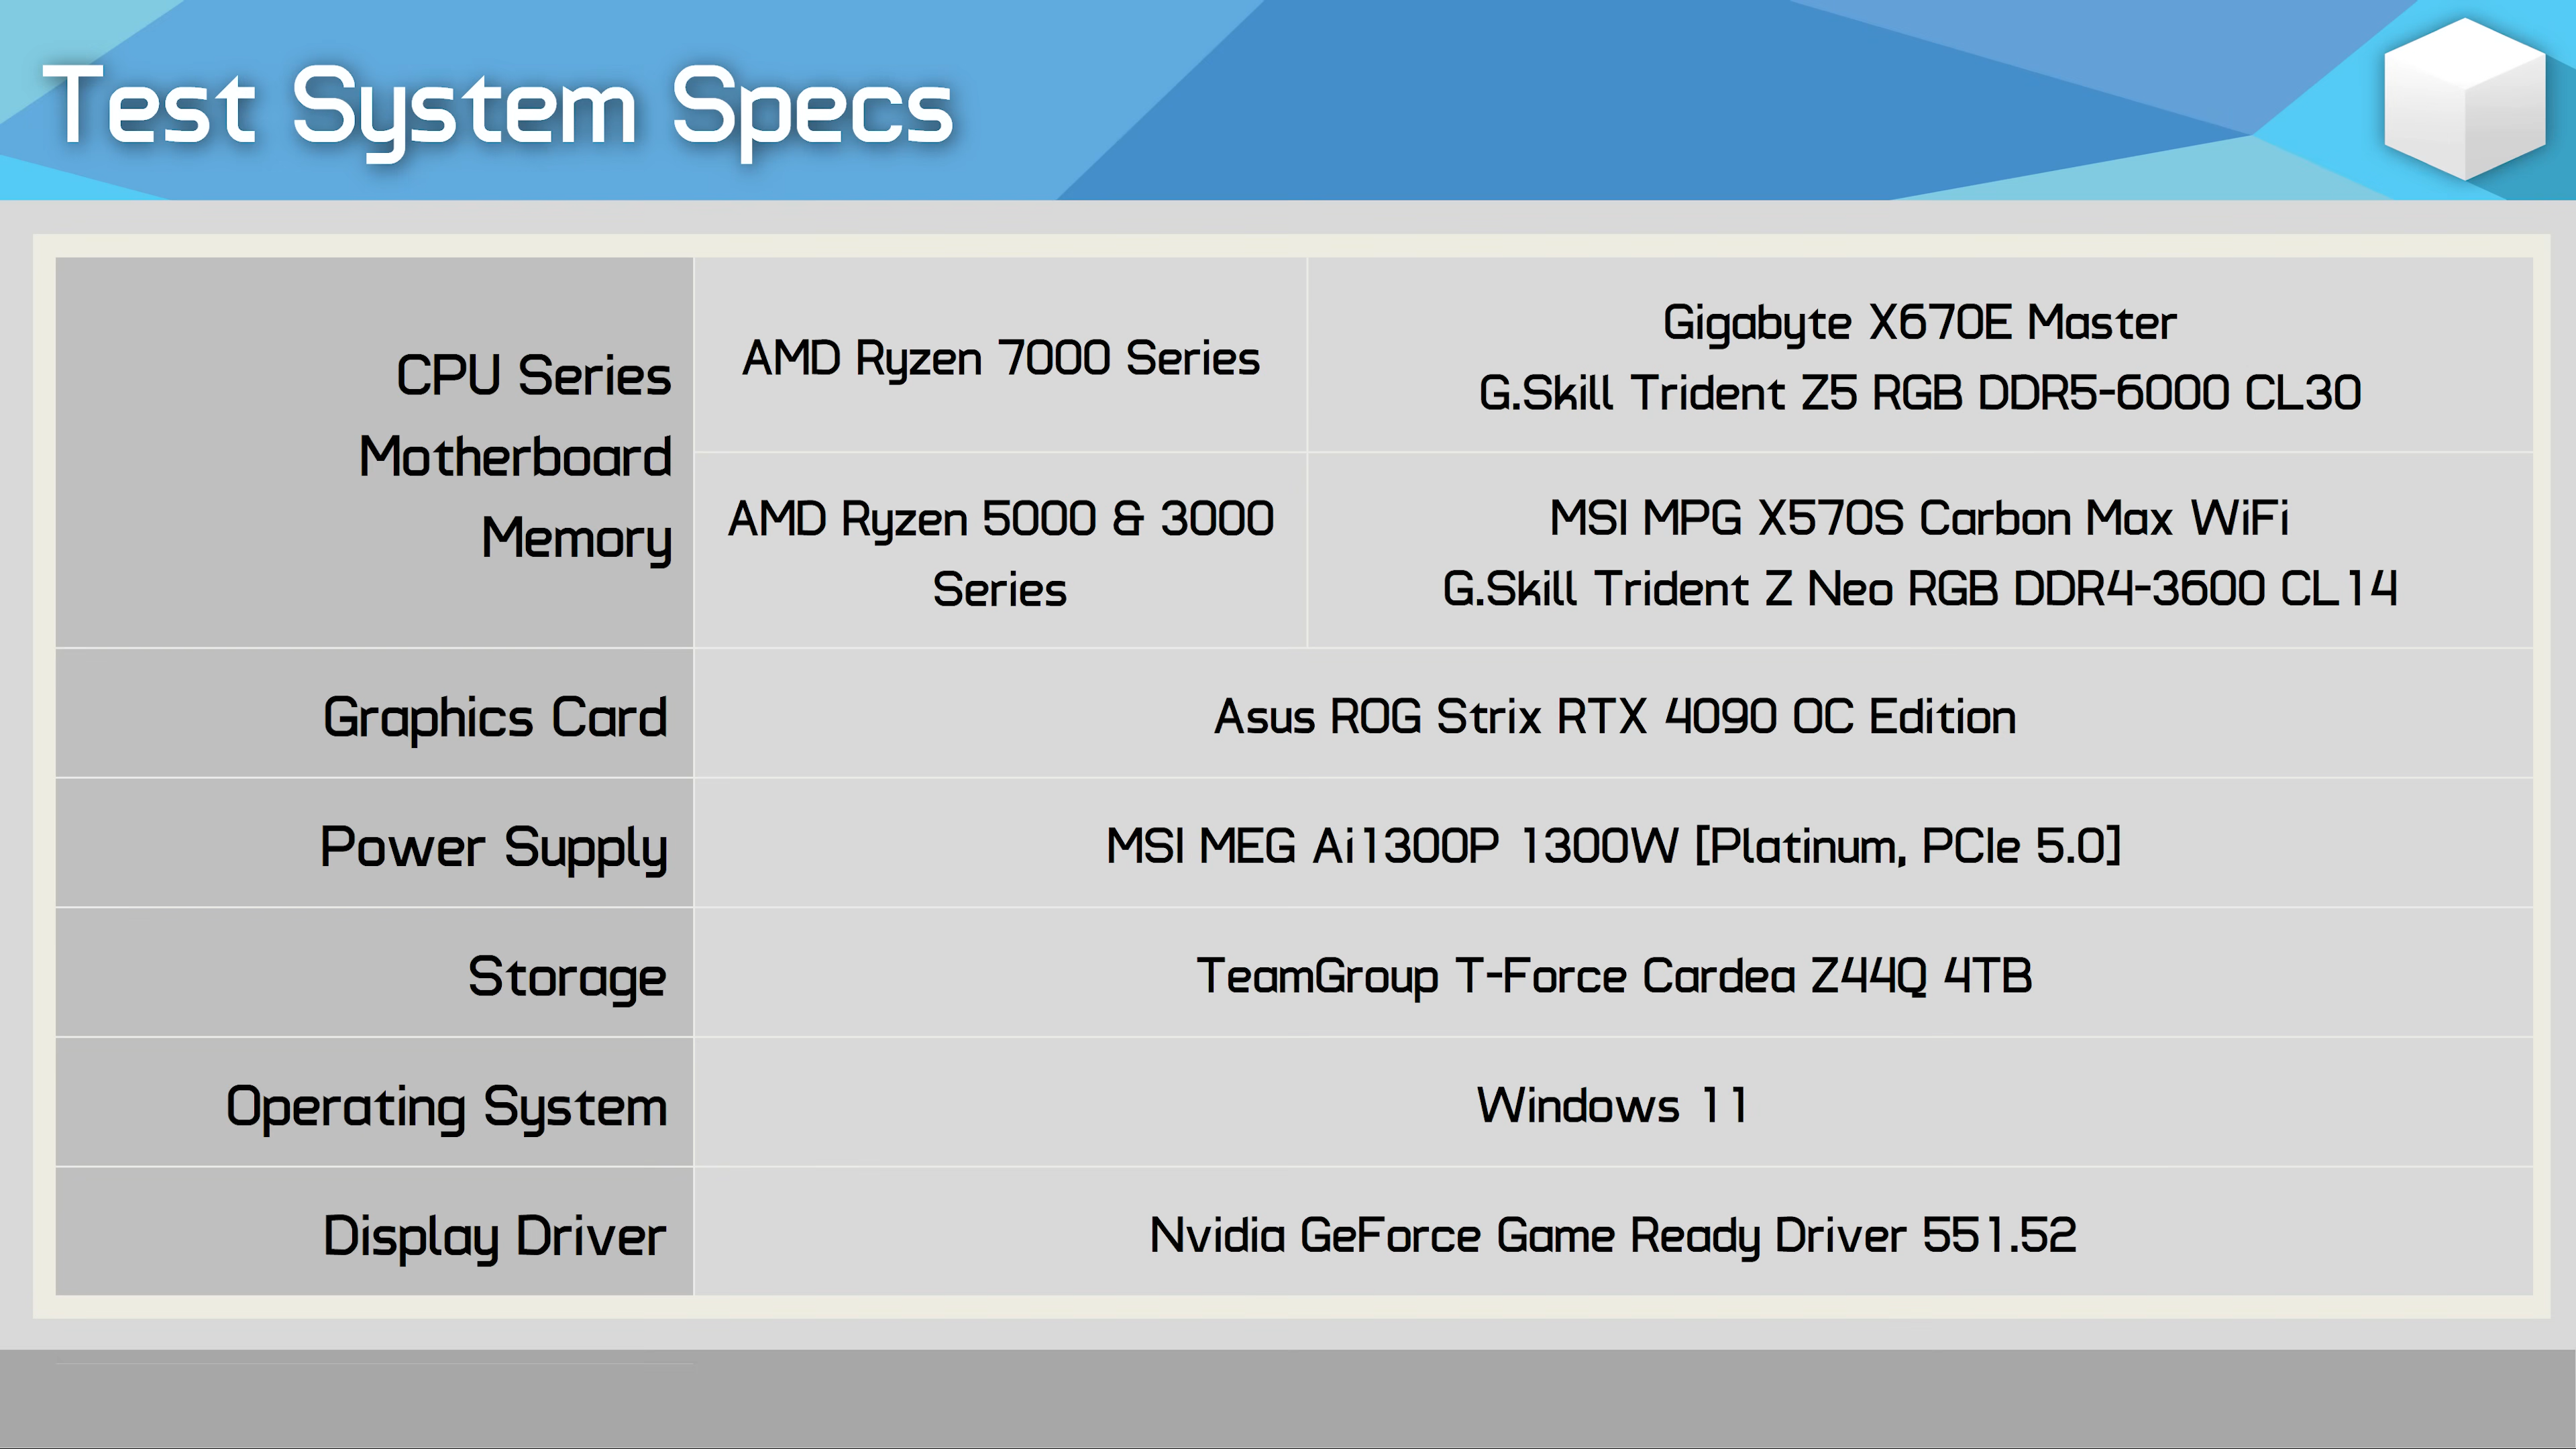 Test System Specs
CPU Series
Motherboard
Memory
AMD Ryzen 7000 Series
Gigabyte X670E Master
G.Skill Trident Z5 RGB DDR5-6000 CL30
AMD Ryzen 5000 & 3000
Series
MSI MPG X570S Carbon Max WiFi
G.Skill Trident Z Neo RGB DDR4-3600 CL14
Graphics Card
Asus ROG Strix RTX 4090 OC Edition
Power Supply
MSI MEG Ai1300P 1300W [Platinum, PCIe 5.0]
Storage
TeamGroup T-Force Cardea Z44Q 4TB
Operating System
Windows 11
Display Driver
Nvidia GeForce Game Ready Driver 551.52